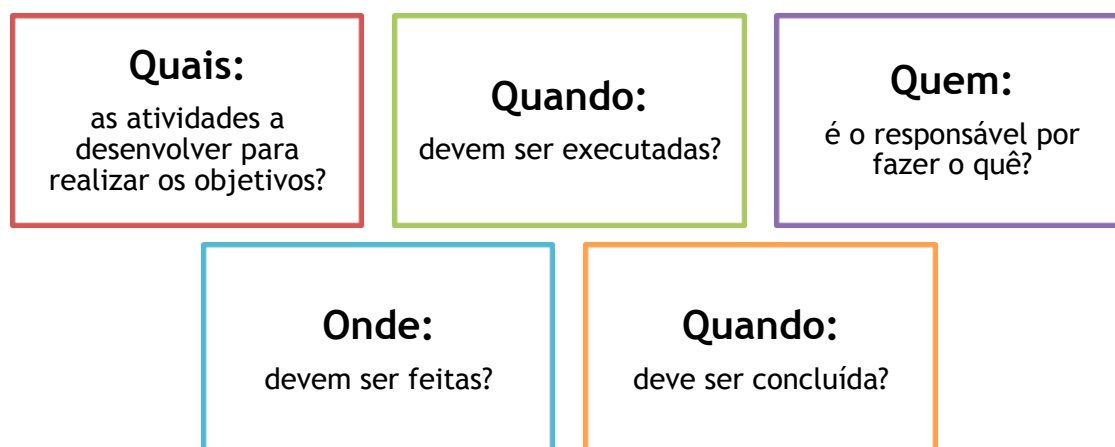 Quais:
as atividades a
desenvolver para
realizar os objetivos?
Quando:
devem ser executadas?
Quem:
é o responsável por
fazer o quê?
Onde:
devem ser feitas?
Quando:
deve ser concluída?